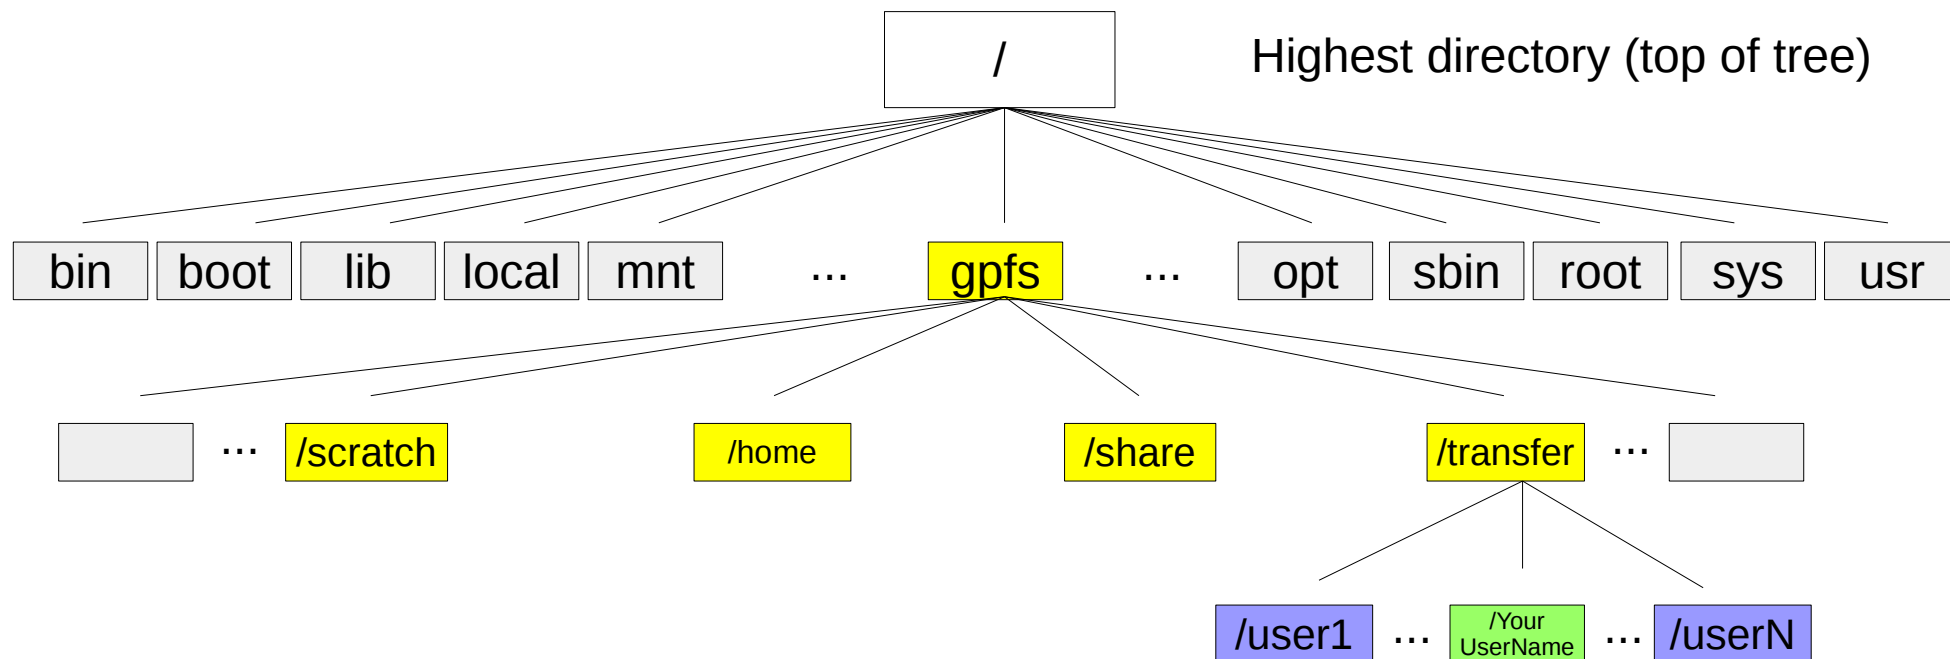 /
Highest directory (top of tree)
bin boot lib local mnt ... gpfs ... opt sbin root sys usr
... /scratch /home /share /transfer ...
/user1 ... /Your UserName ... /userN